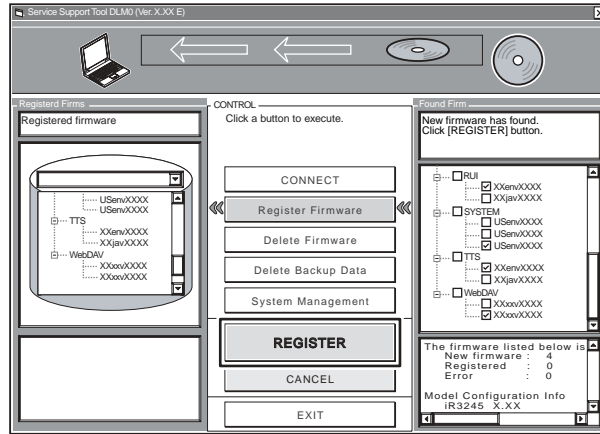 Service Support Tool DLM0 (Ver. X.XX E)
Registerd Firms
Registered firmware
USenvXXXX
USenvXXXX
TTS
XXenvXXXX
XXjavXXXX
WebDAV
XXxxvXXXX
XXxxvXXXX
CONTROL
Click a button to execute.
CONNECT
Register Firmware
Delete Firmware
Delete Backup Data
System Management
REGISTER
CANCEL
EXIT
Found Firm
New firmware has found.
Click [REGISTER] button.
RUI
XXenvXXXX
XXjavXXXX
SYSTEM
USenvXXXX
USenvXXXX
USenvXXXX
TTS
XXenvXXXX
XXjavXXXX
WebDAV
XXxxvXXXX
XXxxvXXXX
The firmware listed below is
New firmware : 4
Registered : 0
Error : 0
Model Configuration Info
iR3245 X.XX